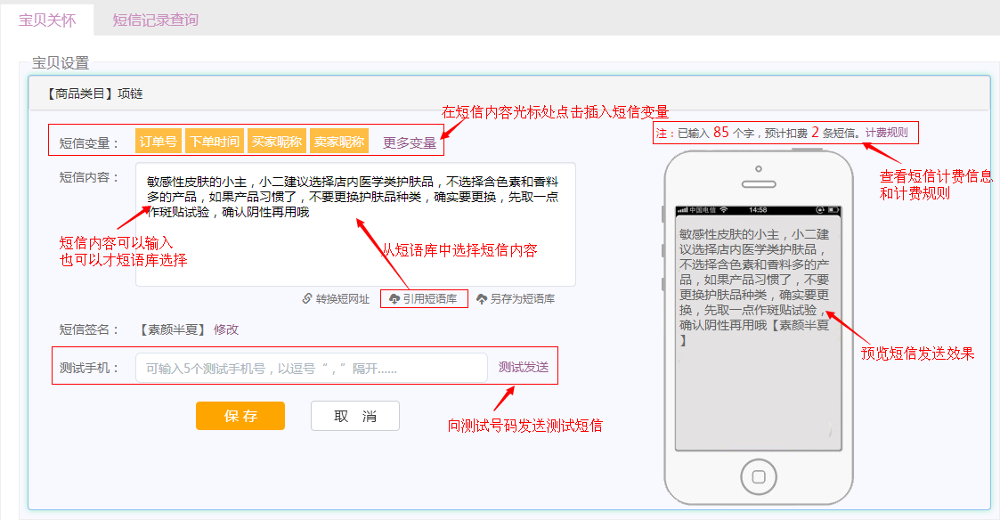 宝贝关怀 短信记录查询
宝贝设置
【商品类目】项链
在短信内容光标处点击插入短信变量
短信变量： 订单号 下单时间 买家昵称 卖家昵称 更多变量
注：已输入 85 个字，预计扣费 2 条短信。计费规则
查看短信计费信息
和计费规则
短信内容：
敏感性皮肤的小主，小二建议选择店内医学类护肤品，不选择含色素和香料
多的产品，如果产品习惯了，不要更换护肤品种类，确实要更换，先取一点
作斑贴试验，确认阴性再用哦
短信内容可以输入
也可以才短语库选择
从短语库中选择短信内容
转换短网址 引用短语库 另存为短语库
短信签名： 【素颜半夏】 修改
测试手机： 可输入5个测试手机号，以逗号“，”隔开...... 测试发送
保 存 取 消
向测试号码发送测试短信
中国电信 14:58
敏感性皮肤的小主，小二建
议选择店内医学类护肤品，
不选择含色素和香料多的产
品，如果产品习惯了，不要
更换护肤品种类，确实要更
换，先取一点作斑贴试验，
确认阴性再用哦【素颜半夏
】
预览短信发送效果